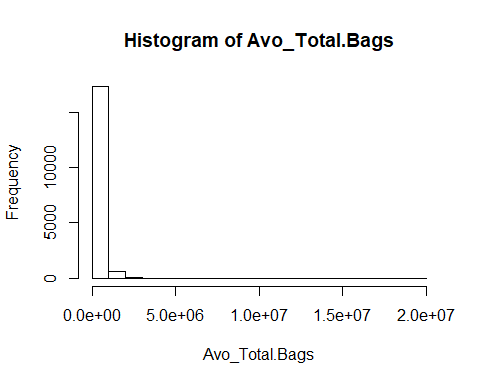 Histogram of Avo_Total.Bags
Frequency
10000
5000
0
0.0e+00 5.0e+06 1.0e+07 1.5e+07 2.0e+07
Avo_Total.Bags